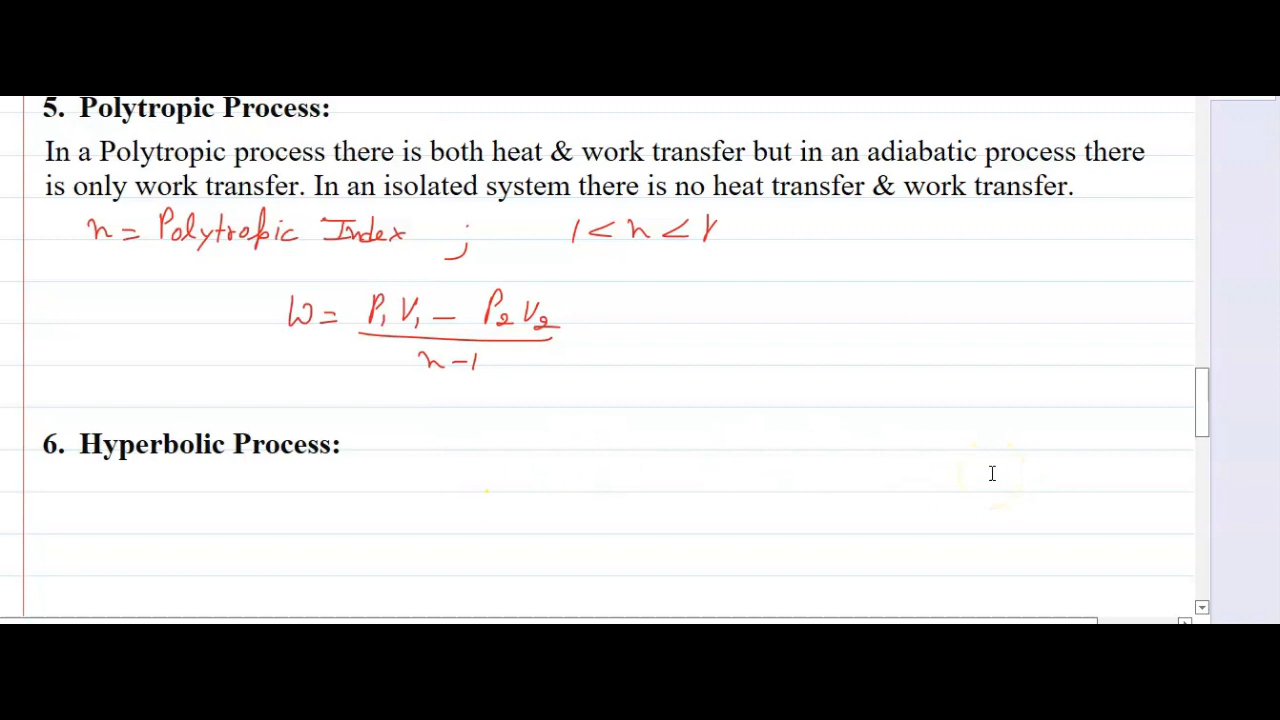 5. Polytropic Process:
In a Polytropic process there is both heat & work transfer but in an adiabatic process there
is only work transfer. In an isolated system there is no heat transfer & work transfer.
n = Polytropic Index ; 1 < n < γ
W = P₁V₁ - P₂V₂
n-1
6. Hyperbolic Process: